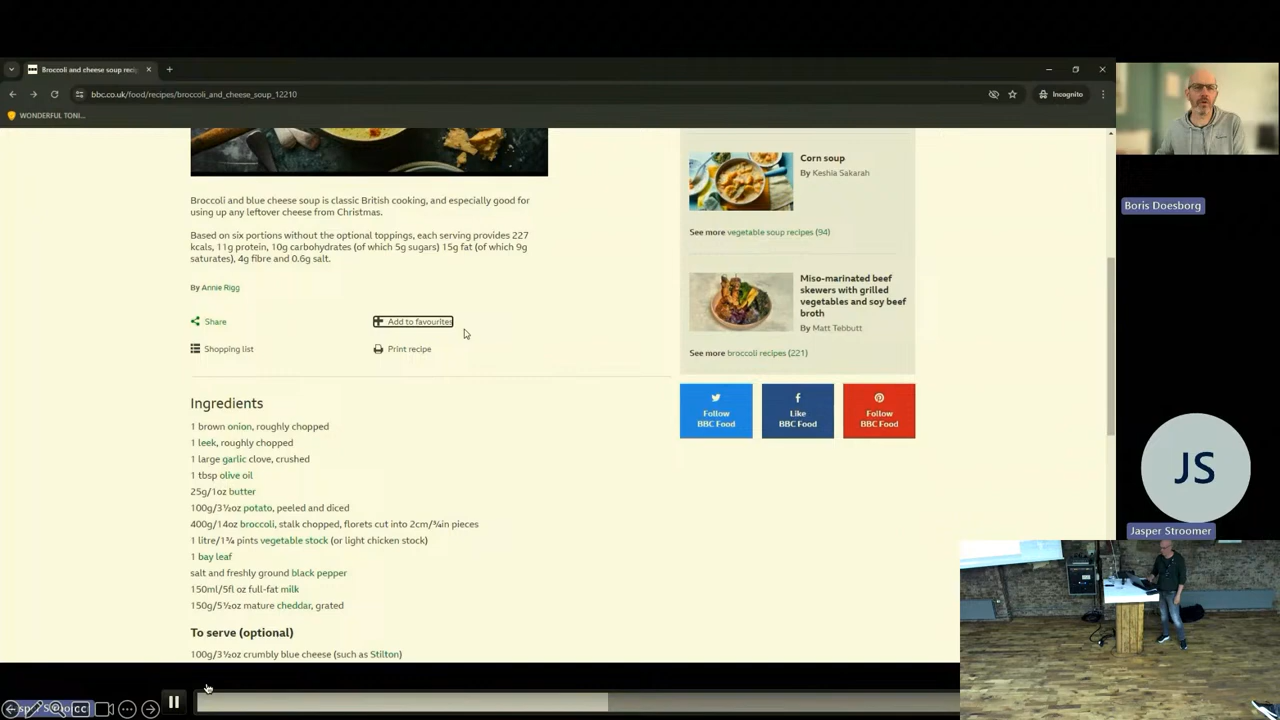 Broccoli and cheese soup reci
bbc.co.uk/food/recipes/broccoli_and_cheese_soup_12210
Incognito
WONDERFUL TONI...
Broccoli and blue cheese soup is classic British cooking, and especially good for
using up any leftover cheese from Christmas.
Based on six portions without the optional toppings, each serving provides 227
kcals, 11g protein, 10g carbohydrates (of which 5g sugars) 15g fat (of which 9g
saturates), 4g fibre and 0.6g salt.
By Annie Rigg
Share
Add to favourites
Shopping list
Print recipe
Ingredients
1 brown onion, roughly chopped
1 leek, roughly chopped
1 large garlic clove, crushed
1 tbsp olive oil
25g/1oz butter
100g/3½oz potato, peeled and diced
400g/14oz broccoli, stalk chopped, florets cut into 2cm/¾in pieces
1 litre/1¾ pints vegetable stock (or light chicken stock)
1 bay leaf
salt and freshly ground black pepper
150ml/5fl oz full-fat milk
150g/5½oz mature cheddar, grated
To serve (optional)
100g/3½oz crumbly blue cheese (such as Stilton)
Corn soup
By Keshia Sakarah
See more vegetable soup recipes (94)
Miso-marinated beef
skewers with grilled
vegetables and soy beef
broth
By Matt Tebbutt
See more broccoli recipes (221)
Follow
BBC Food
Like
BBC Food
Follow
BBC Food
Boris Doesborg
JS
Jasper Stroomer
CC